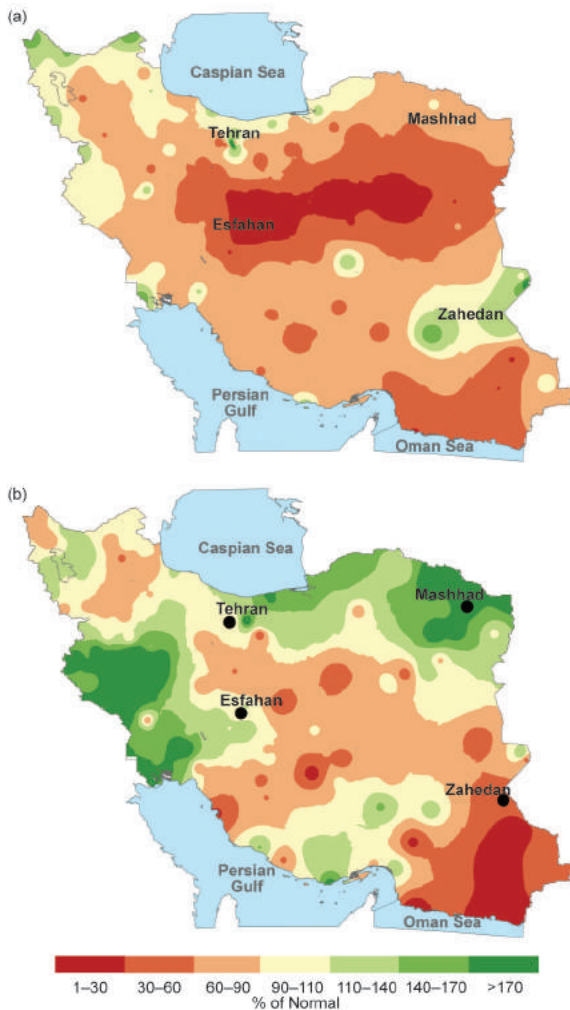 (a)
Caspian Sea
Mashhad
Tehran
Esfahan
Zahedan
Persian
Gulf
Oman Sea
(b)
Caspian Sea
Mashhad
Tehran
Esfahan
Zahedan
Persian
Gulf
Oman Sea
1–30 30–60 60–90 90–110 110–140 140–170 >170
% of Normal